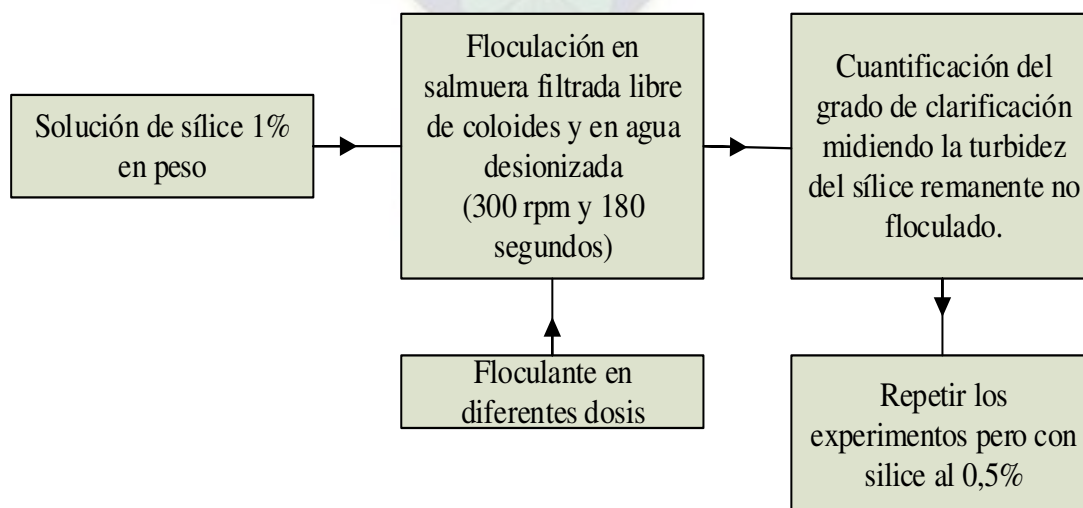 Solución de sílice 1%
en peso
Floculación en
salmuera filtrada libre
de coloides y en agua
desionizada
(300 rpm y 180
segundos)
Floculante en
diferentes dosis
Cuantificación del
grado de clarificación
midiendo la turbidez
del sílice remanente no
floculado.
Repetir los
experimentos pero con
silice al 0,5%